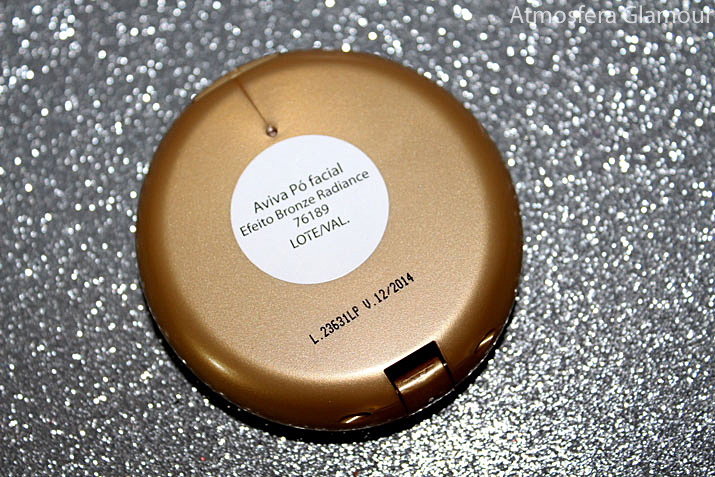 Atmosfera Glamour
Aviva Pó facial
Efeito Bronze Radiance
76189
LOTE/VAL.
L.23631LP V.12/2014